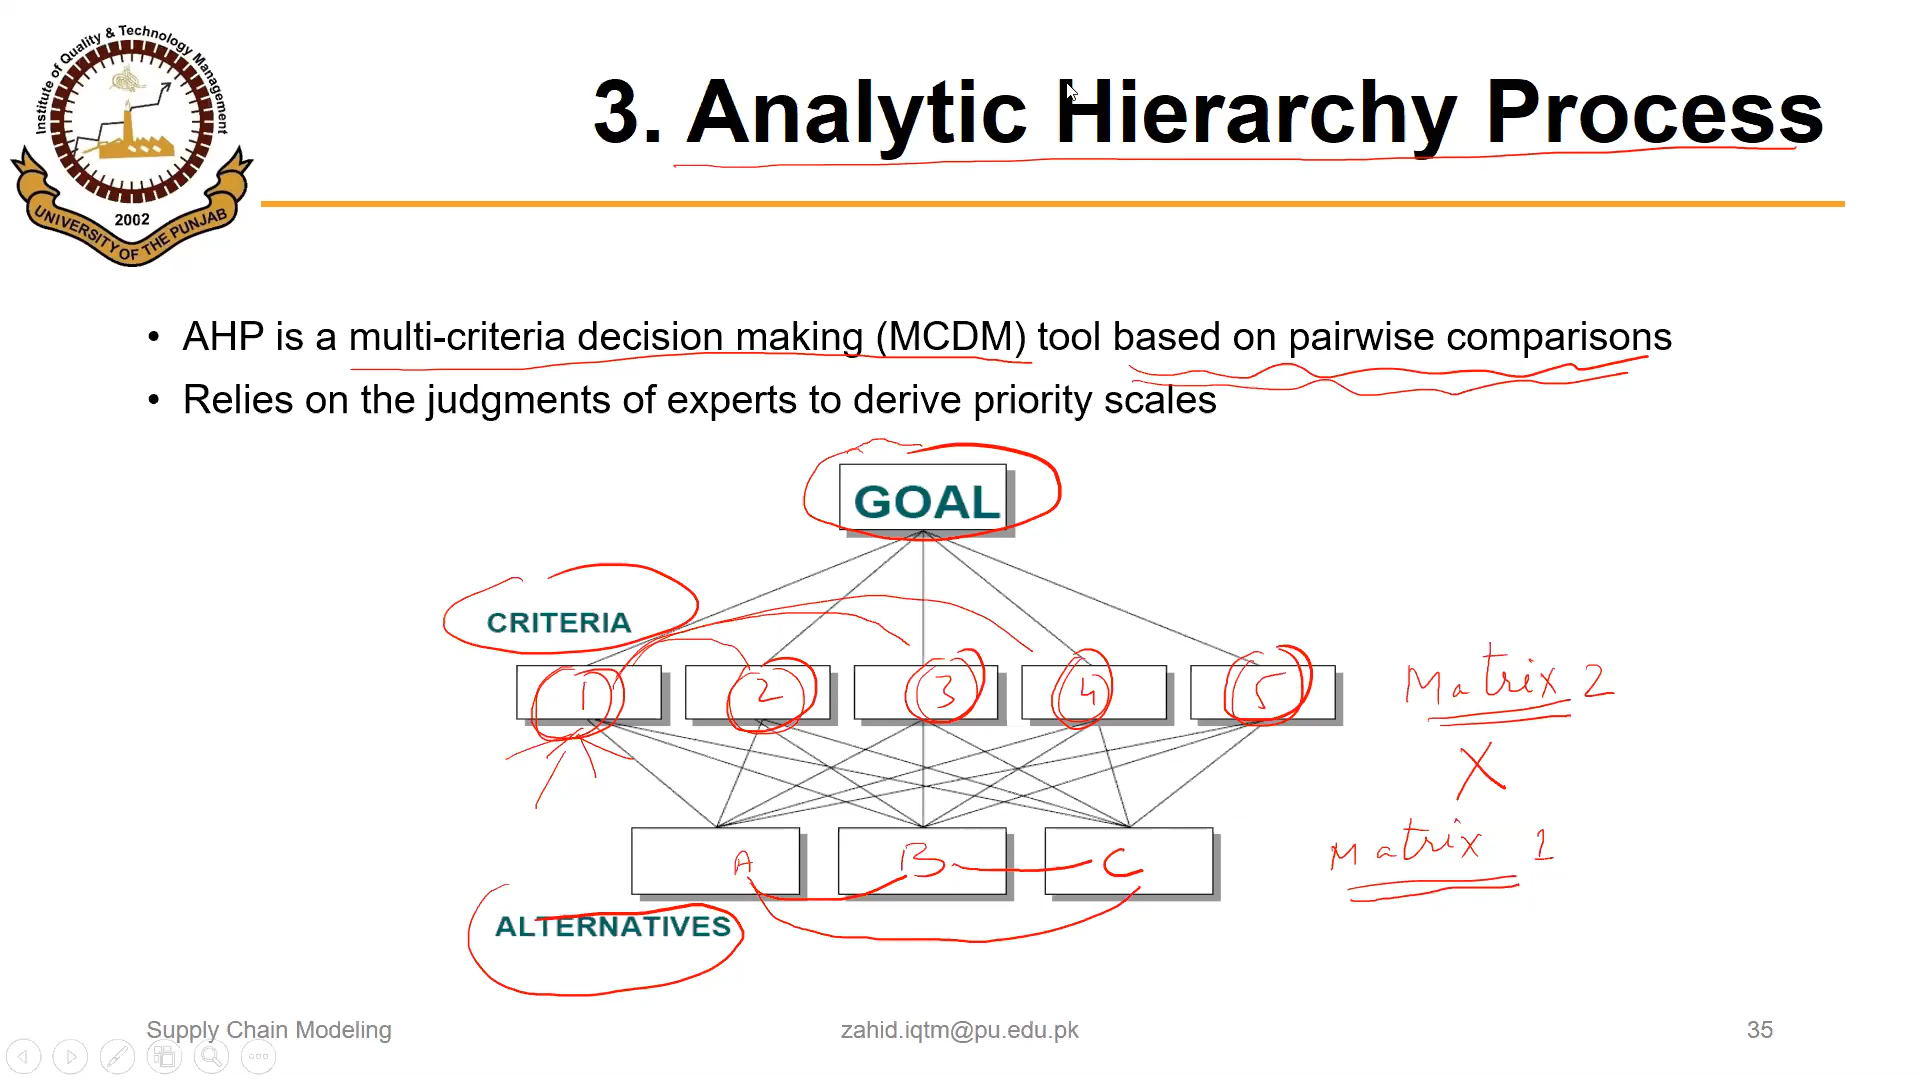 Institute of Quality & Technology Management
2002
UNIVERSITY OF THE PUNJAB
3. Analytic Hierarchy Process
• AHP is a multi-criteria decision making (MCDM) tool based on pairwise comparisons
• Relies on the judgments of experts to derive priority scales
GOAL
CRITERIA
1 2 3 4 5
Matrix 2
X
Matrix 1
A B C
ALTERNATIVES
Supply Chain Modeling zahid.iqtm@pu.edu.pk 35